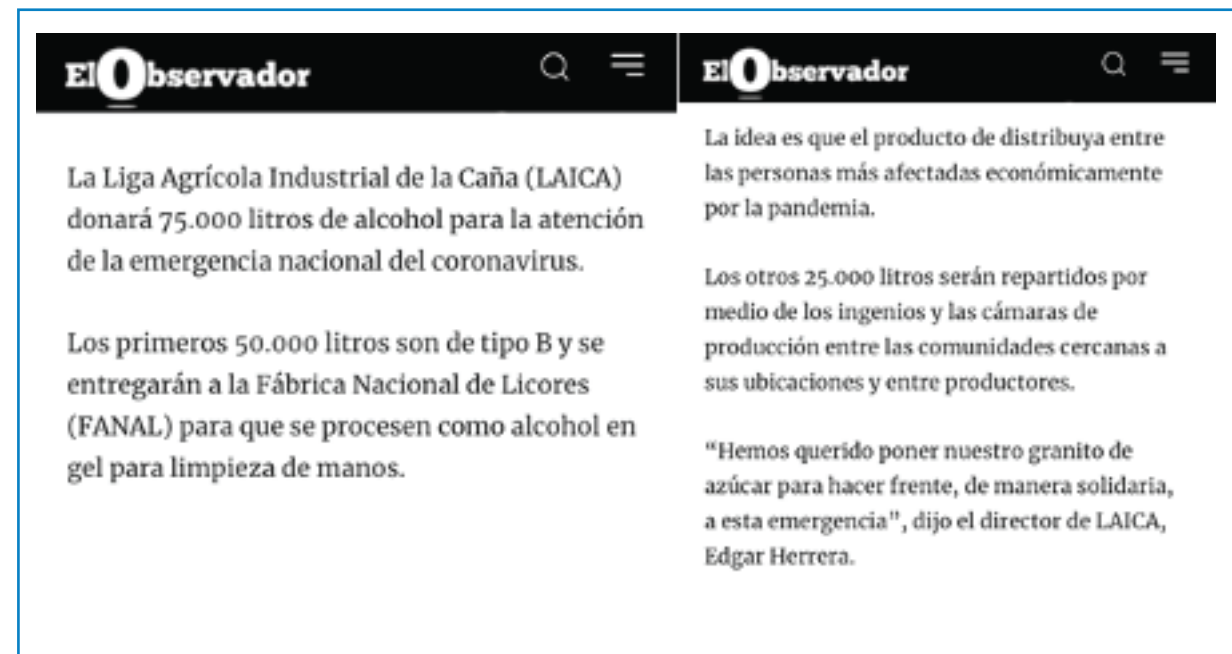 El Observador
La Liga Agrícola Industrial de la Caña (LAICA)
donará 75.000 litros de alcohol para la atención
de la emergencia nacional del coronavirus.
Los primeros 50.000 litros son de tipo B y se
entregarán a la Fábrica Nacional de Licores
(FANAL) para que se procesen como alcohol en
gel para limpieza de manos.
El Observador
La idea es que el producto de distribuya entre
las personas más afectadas económicamente
por la pandemia.
Los otros 25.000 litros serán repartidos por
medio de los ingenios y las cámaras de
producción entre las comunidades cercanas a
sus ubicaciones y entre productores.
“Hemos querido poner nuestro granito de
azúcar para hacer frente, de manera solidaria,
a esta emergencia”, dijo el director de LAICA,
Edgar Herrera.